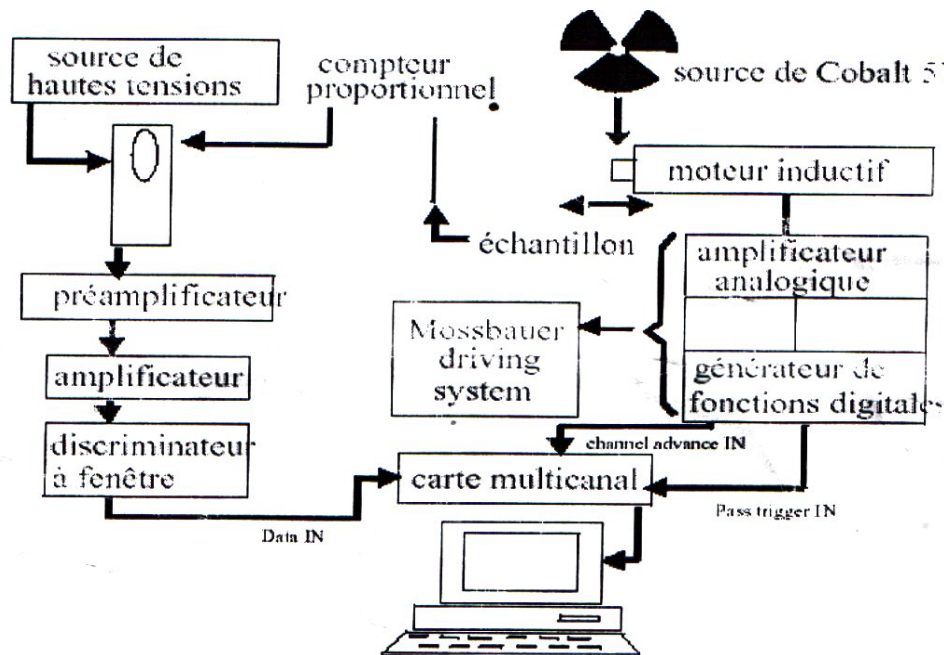 source de
hautes tensions
compteur
proportionnel
source de Cobalt 57
moteur inductif
échantillon
amplificateur
analogique
préamplificateur
Mossbauer
driving
system
amplificateur
générateur de
fonctions digitales
discriminateur
à fenêtre
channel advance IN
carte multicanal
Pass trigger IN
Data IN